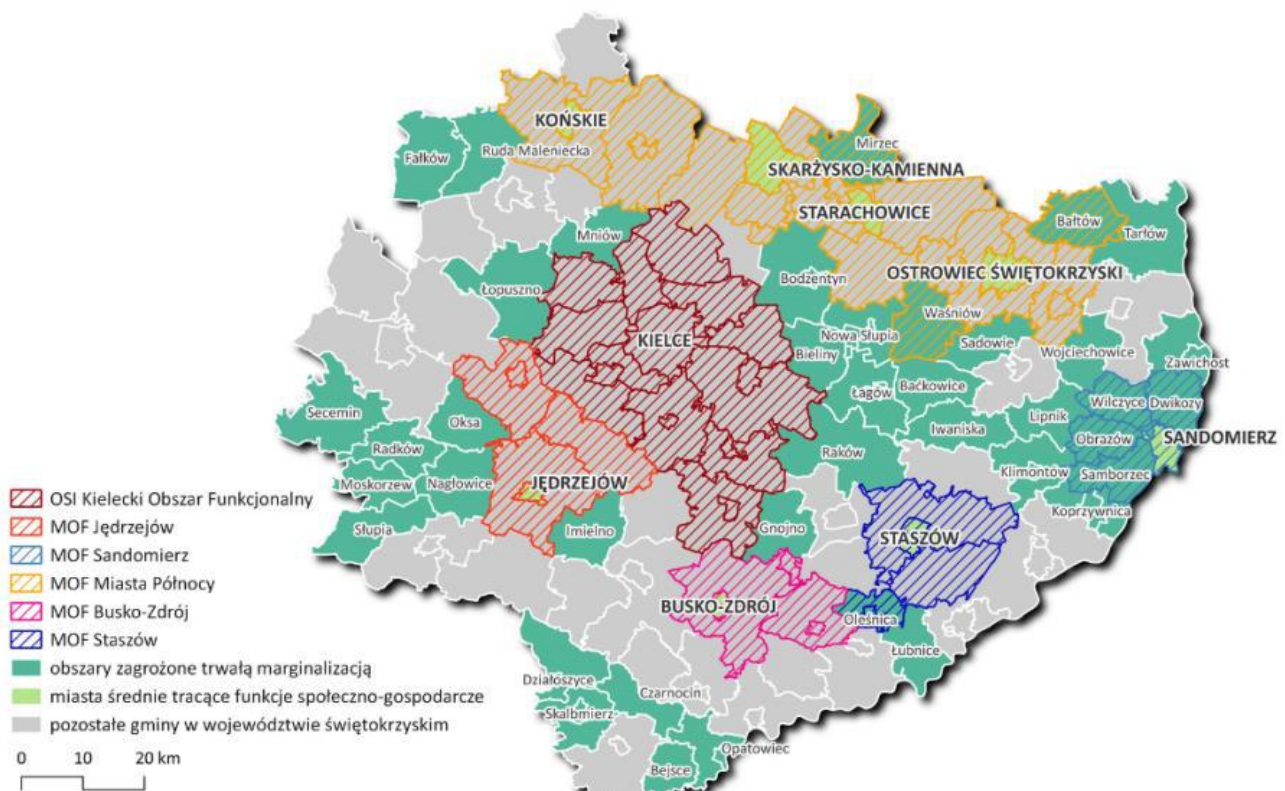 KOŃSKIE
Mirzec
Fałków
Ruda Maleniecka
SKARŻYSKO-KAMIENNA
STARACHOWICE
Bałtów
Mniów
Tarłów
Bodzentyn
OSTROWIEC ŚWIĘTOKRZYSKI
Łopuszno
Waśniów
KIELCE
Nowa Słupia
Sadowie
Wojciechowice
Bieliny
Zawichost
Łagów
Baćkowice
Wilczyce
Dwikozy
Secemin
Oksa
Lipnik
Iwaniska
Obrazów
SANDOMIERZ
Radków
Raków
Klimontów
Samborzec
Moskorzew
Nagłowice
JĘDRZEJÓW
Koprzywnica
Słupia
Imielno
Gnojno
STASZÓW
BUSKO-ZDRÓJ
Oleśnica
Łubnice
Działoszyce
Czarnocin
Skalbmierz
Opatowiec
Bejsce
OSI Kielecki Obszar Funkcjonalny
MOF Jędrzejów
MOF Sandomierz
MOF Miasta Północy
MOF Busko-Zdrój
MOF Staszów
obszary zagrożone trwałą marginalizacją
miasta średnie tracące funkcje społeczno-gospodarcze
pozostałe gminy w województwie świętokrzyskim
0 10 20 km